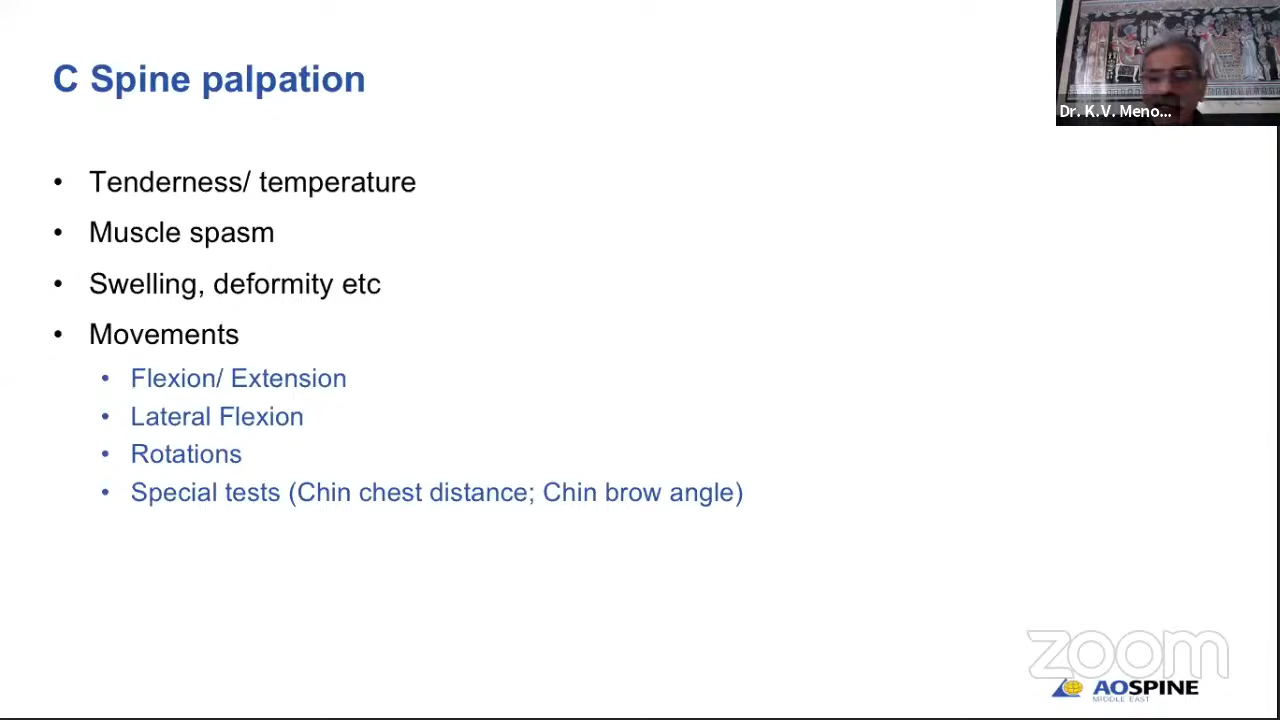 C Spine palpation
Dr. K.V. Meno...
• Tenderness/ temperature
• Muscle spasm
• Swelling, deformity etc
• Movements
• Flexion/ Extension
• Lateral Flexion
• Rotations
• Special tests (Chin chest distance; Chin brow angle)
zoom
AOSPINE
MIDDLE EAST